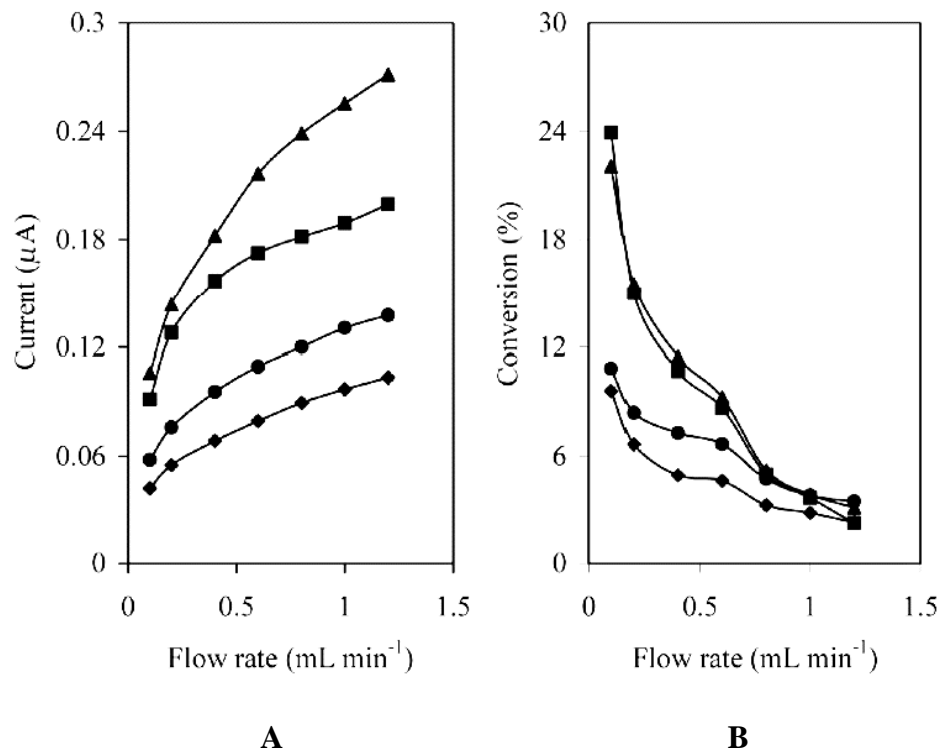 0.3
0.24
0.18
0.12
0.06
0
Current (µA)
0 0.5 1 1.5
Flow rate (mL min-1)
A
30
24
18
12
6
0
Conversion (%)
0 0.5 1 1.5
Flow rate (mL min-1)
B